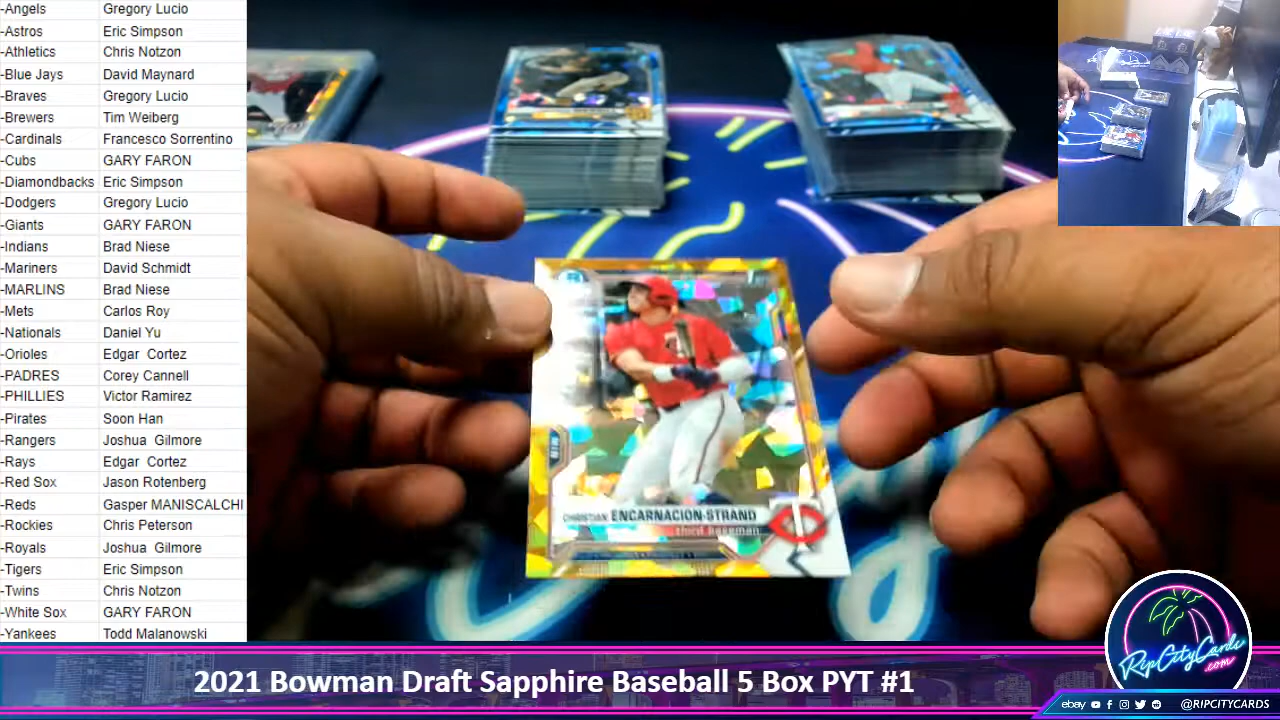 -Angels Gregory Lucio
-Astros Eric Simpson
-Athletics Chris Notzon
-Blue Jays David Maynard
-Braves Gregory Lucio
-Brewers Tim Weiberg
-Cardinals Francesco Sorrentino
-Cubs GARY FARON
-Diamondbacks Eric Simpson
-Dodgers Gregory Lucio
-Giants GARY FARON
-Indians Brad Niese
-Mariners David Schmidt
-MARLINS Brad Niese
-Mets Carlos Roy
-Nationals Daniel Yu
-Orioles Edgar Cortez
-PADRES Corey Cannell
-PHILLIES Victor Ramirez
-Pirates Soon Han
-Rangers Joshua Gilmore
-Rays Edgar Cortez
-Red Sox Jason Rotenberg
-Reds Gasper MANISCALCHI
-Rockies Chris Peterson
-Royals Joshua Gilmore
-Tigers Eric Simpson
-Twins Chris Notzon
-White Sox GARY FARON
-Yankees Todd Malanowski
CHRISTIAN ENCARNACION-STRAND
third baseman
RipCityCards
.com
2021 Bowman Draft Sapphire Baseball 5 Box PYT #1
ebay @RIPCITYCARDS